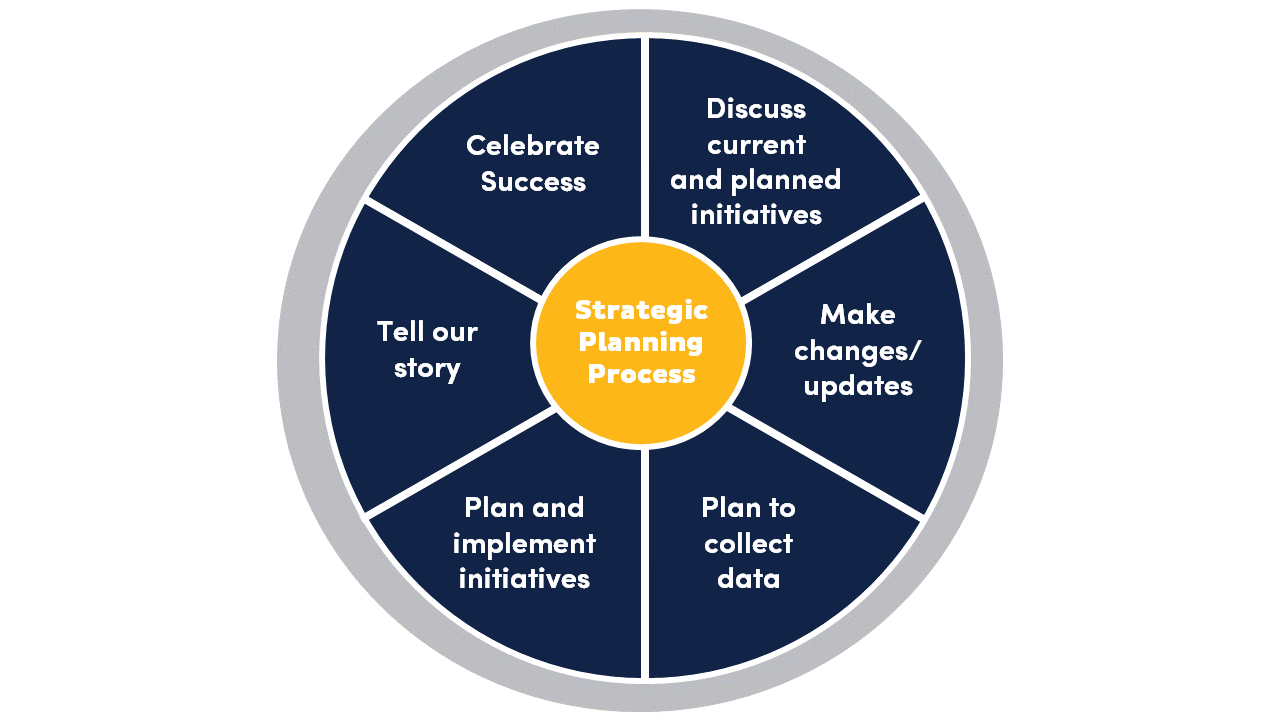 Discuss
current
and planned
initiatives
Make
changes/
updates
Plan to
collect
data
Plan and
implement
initiatives
Tell our
story
Celebrate
Success
Strategic
Planning
Process